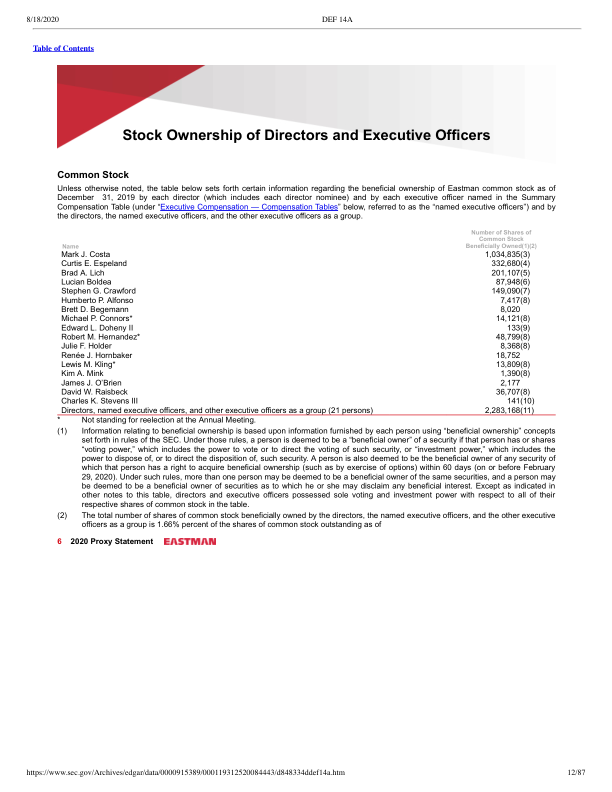 8/18/2020 DEF 14A
Table of Contents
Stock Ownership of Directors and Executive Officers
Common Stock
Unless otherwise noted, the table below sets forth certain information regarding the beneficial ownership of Eastman common stock as of
December 31, 2019 by each director (which includes each director nominee) and by each executive officer named in the Summary
Compensation Table (under “Executive Compensation — Compensation Tables” below, referred to as the “named executive officers”) and by
the directors, the named executive officers, and the other executive officers as a group.
Number of Shares of
Common Stock
Name Beneficially Owned(1)(2)
Mark J. Costa 1,034,835(3)
Curtis E. Espeland 332,680(4)
Brad A. Lich 201,107(5)
Lucian Boldea 87,948(6)
Stephen G. Crawford 149,090(7)
Humberto P. Alfonso 7,417(8)
Brett D. Begemann 8,020
Michael P. Connors* 14,121(8)
Edward L. Doheny II 133(9)
Robert M. Hernandez* 48,799(8)
Julie F. Holder 8,368(8)
Renée J. Hornbaker 18,752
Lewis M. Kling* 13,809(8)
Kim A. Mink 1,390(8)
James J. O’Brien 2,177
David W. Raisbeck 36,707(8)
Charles K. Stevens III 141(10)
Directors, named executive officers, and other executive officers as a group (21 persons) 2,283,168(11)
* Not standing for reelection at the Annual Meeting.
(1) Information relating to beneficial ownership is based upon information furnished by each person using “beneficial ownership” concepts
set forth in rules of the SEC. Under those rules, a person is deemed to be a “beneficial owner” of a security if that person has or shares
“voting power,” which includes the power to vote or to direct the voting of such security, or “investment power,” which includes the
power to dispose of, or to direct the disposition of, such security. A person is also deemed to be the beneficial owner of any security of
which that person has a right to acquire beneficial ownership (such as by exercise of options) within 60 days (on or before February
29, 2020). Under such rules, more than one person may be deemed to be a beneficial owner of the same securities, and a person may
be deemed to be a beneficial owner of securities as to which he or she may disclaim any beneficial interest. Except as indicated in
other notes to this table, directors and executive officers possessed sole voting and investment power with respect to all of their
respective shares of common stock in the table.
(2) The total number of shares of common stock beneficially owned by the directors, the named executive officers, and the other executive
officers as a group is 1.66% percent of the shares of common stock outstanding as of
6 2020 Proxy Statement EASTMAN
https://www.sec.gov/Archives/edgar/data/0000915389/000119312520084443/d848334ddef14a.htm 12/87